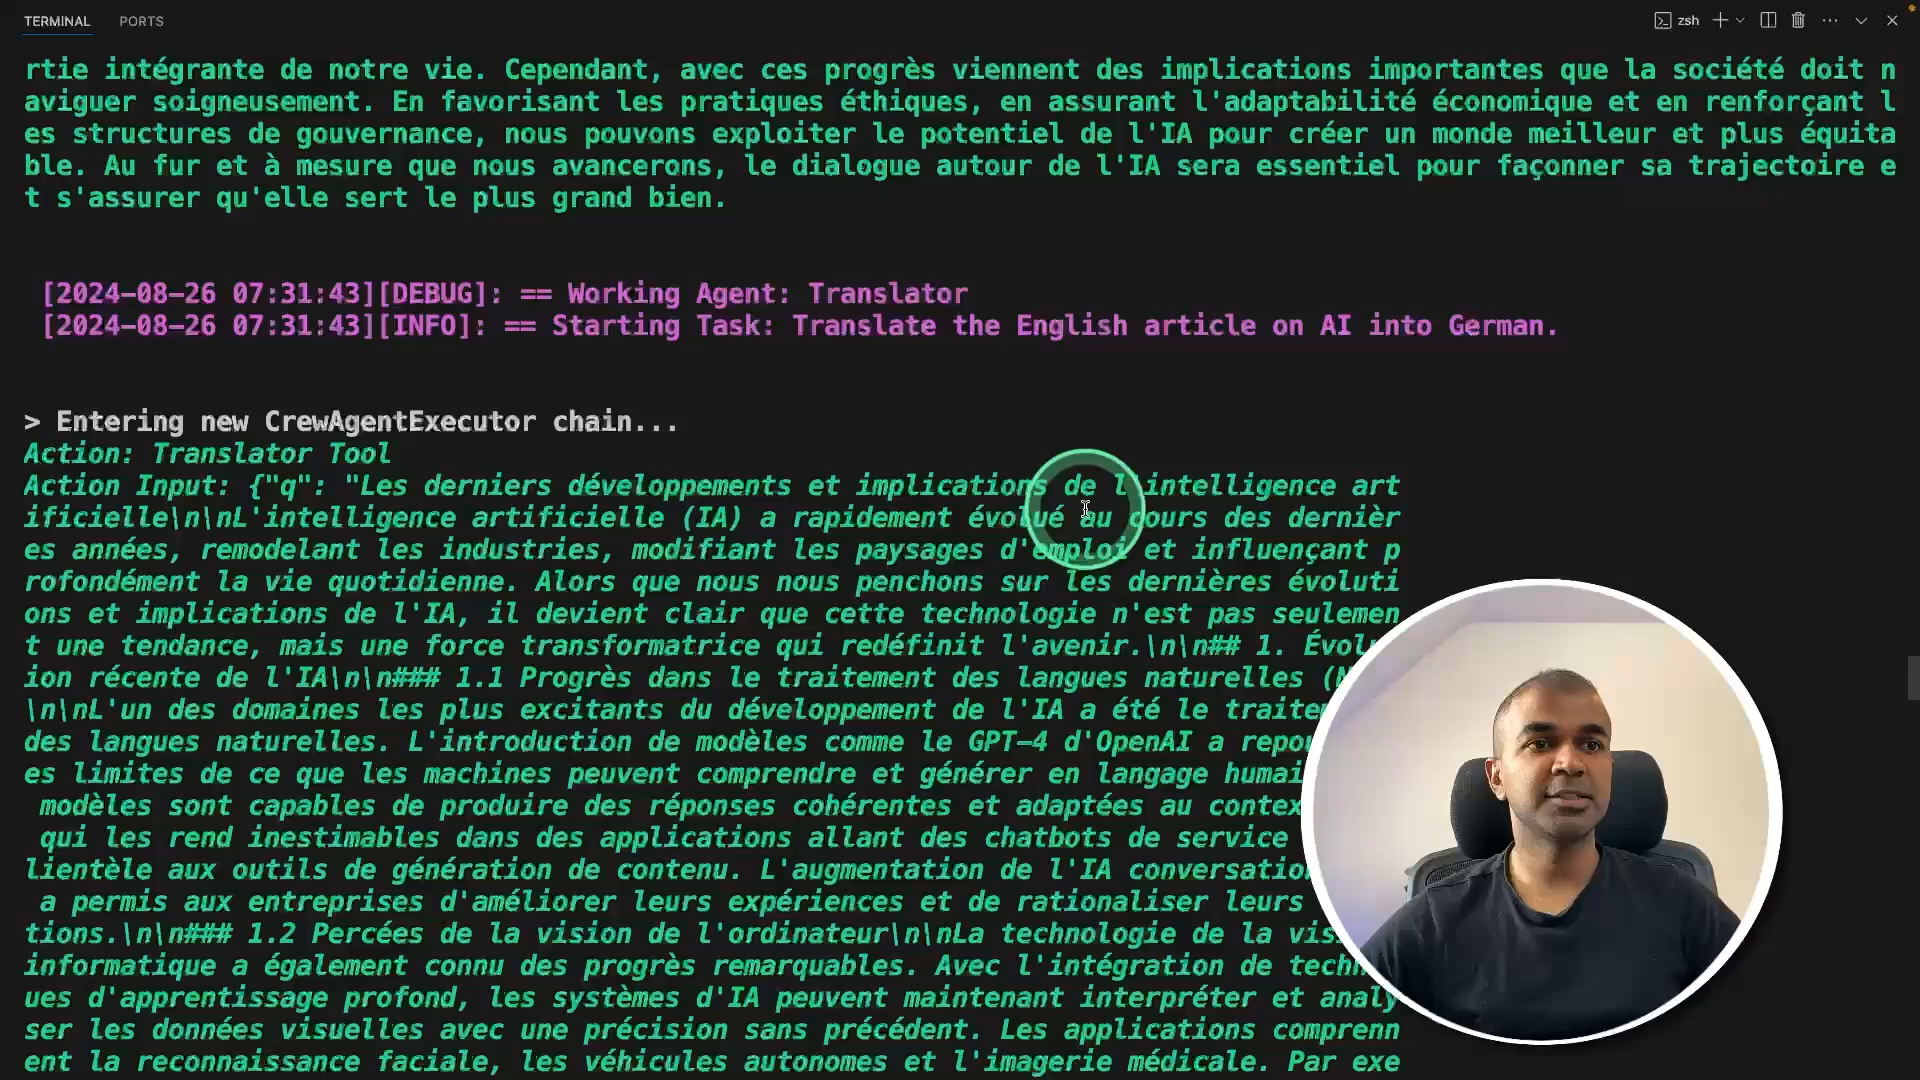 TERMINAL PORTS zsh
rtie intégrante de notre vie. Cependant, avec ces progrès viennent des implications importantes que la société doit n
aviguer soigneusement. En favorisant les pratiques éthiques, en assurant l'adaptabilité économique et en renforçant l
es structures de gouvernance, nous pouvons exploiter le potentiel de l'IA pour créer un monde meilleur et plus équita
ble. Au fur et à mesure que nous avancerons, le dialogue autour de l'IA sera essentiel pour façonner sa trajectoire e
t s'assurer qu'elle sert le plus grand bien.
[2024-08-26 07:31:43][DEBUG]: == Working Agent: Translator
[2024-08-26 07:31:43][INFO]: == Starting Task: Translate the English article on AI into German.
> Entering new CrewAgentExecutor chain...
Action: Translator Tool
Action Input: {"q": "Les derniers développements et implications de l'intelligence art
ificielle\n\nL'intelligence artificielle (IA) a rapidement évolué au cours des dernièr
es années, remodelant les industries, modifiant les paysages d'emploi et influençant p
rofondément la vie quotidienne. Alors que nous nous penchons sur les dernières évoluti
ons et implications de l'IA, il devient clair que cette technologie n'est pas seulemen
t une tendance, mais une force transformatrice qui redéfinit l'avenir.\n\n## 1. Évolu
ion récente de l'IA\n\n### 1.1 Progrès dans le traitement des langues naturelles (
\n\nL'un des domaines les plus excitants du développement de l'IA a été le traite
des langues naturelles. L'introduction de modèles comme le GPT-4 d'OpenAI a repou
es limites de ce que les machines peuvent comprendre et générer en langage humai
modèles sont capables de produire des réponses cohérentes et adaptées au contex
qui les rend inestimables dans des applications allant des chatbots de service
lientèle aux outils de génération de contenu. L'augmentation de l'IA conversatio
a permis aux entreprises d'améliorer leurs expériences et de rationaliser leurs
tions.\n\n### 1.2 Percées de la vision de l'ordinateur\n\nLa technologie de la vis
informatique a également connu des progrès remarquables. Avec l'intégration de techn
ues d'apprentissage profond, les systèmes d'IA peuvent maintenant interpréter et analy
ser les données visuelles avec une précision sans précédent. Les applications comprenn
ent la reconnaissance faciale, les véhicules autonomes et l'imagerie médicale. Par exe